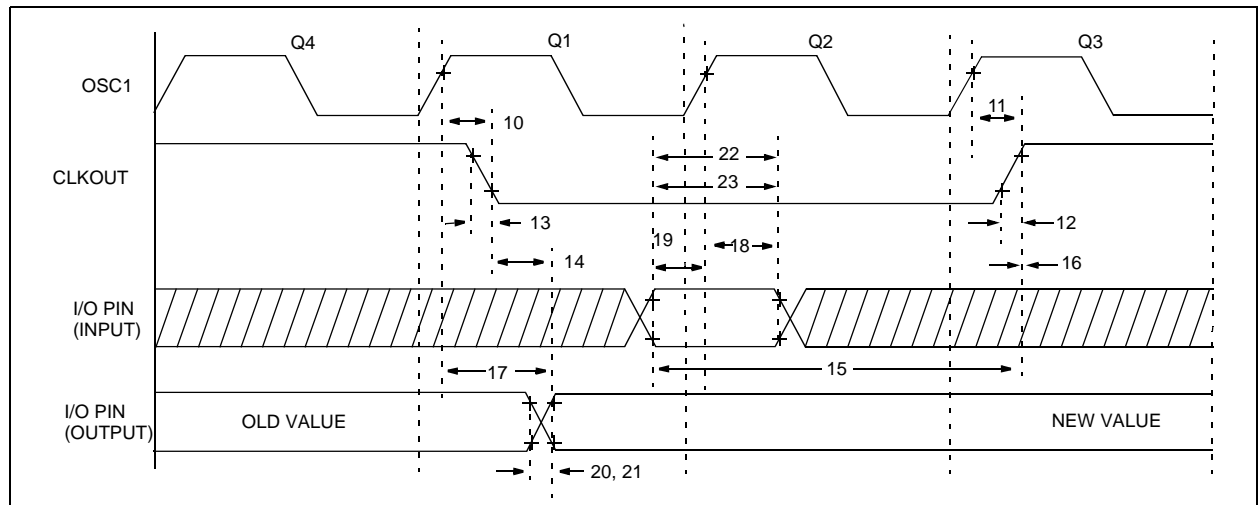 Q4 Q1 Q2 Q3
OSC1
10 11
22
CLKOUT
23
13 12
19 18
14 16
I/O PIN
(INPUT)
17 15
I/O PIN
(OUTPUT)
OLD VALUE NEW VALUE
20, 21